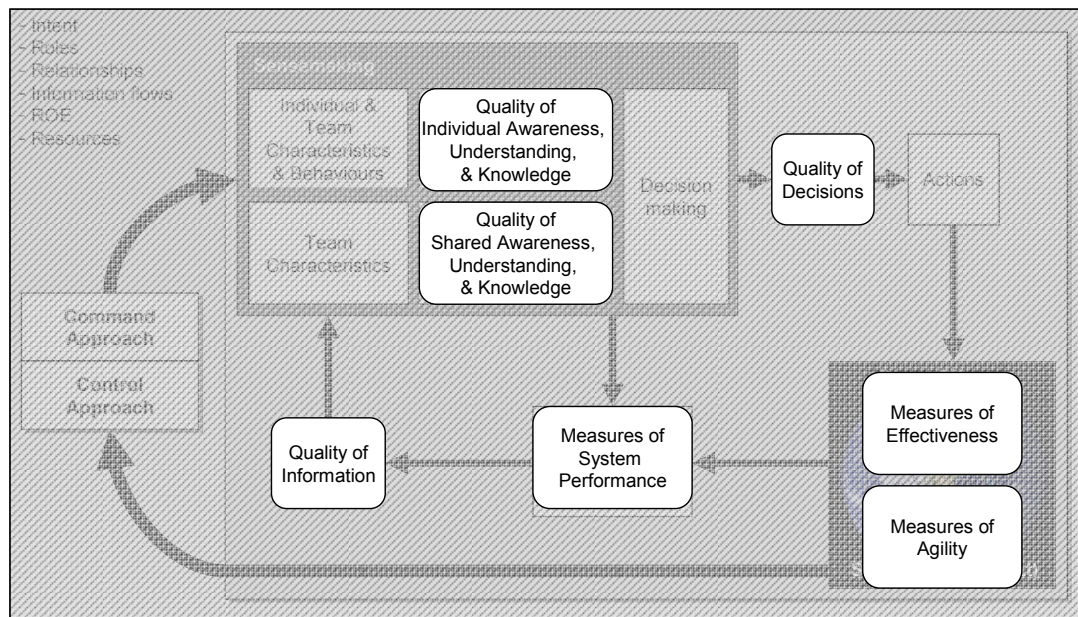 - Intent
- Roles
- Relationships
- Information flows
- ROE
- Resources
Sensemaking
Individual &
Team
Characteristics
& Behaviours
Quality of
Individual Awareness,
Understanding,
& Knowledge
Team
Characteristics
Quality of
Shared Awareness,
Understanding,
& Knowledge
Decision
making
Quality of
Decisions
Actions
Command
Approach
Control
Approach
Quality of
Information
Measures of
System
Performance
Measures of
Effectiveness
Measures of
Agility